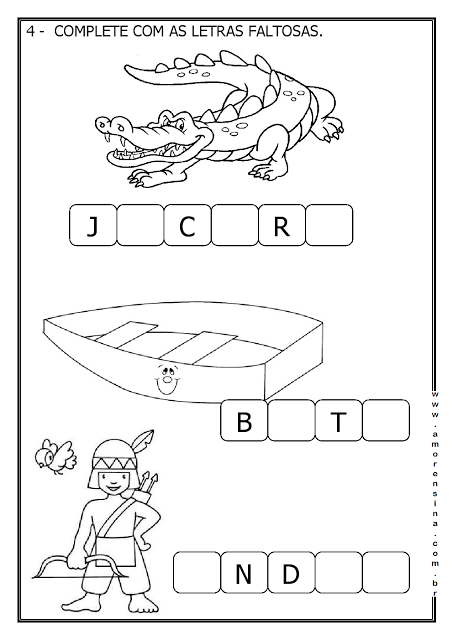 4 - COMPLETE COM AS LETRAS FALTOSAS.
J C R
B T
N D
www.amorensina.com.br